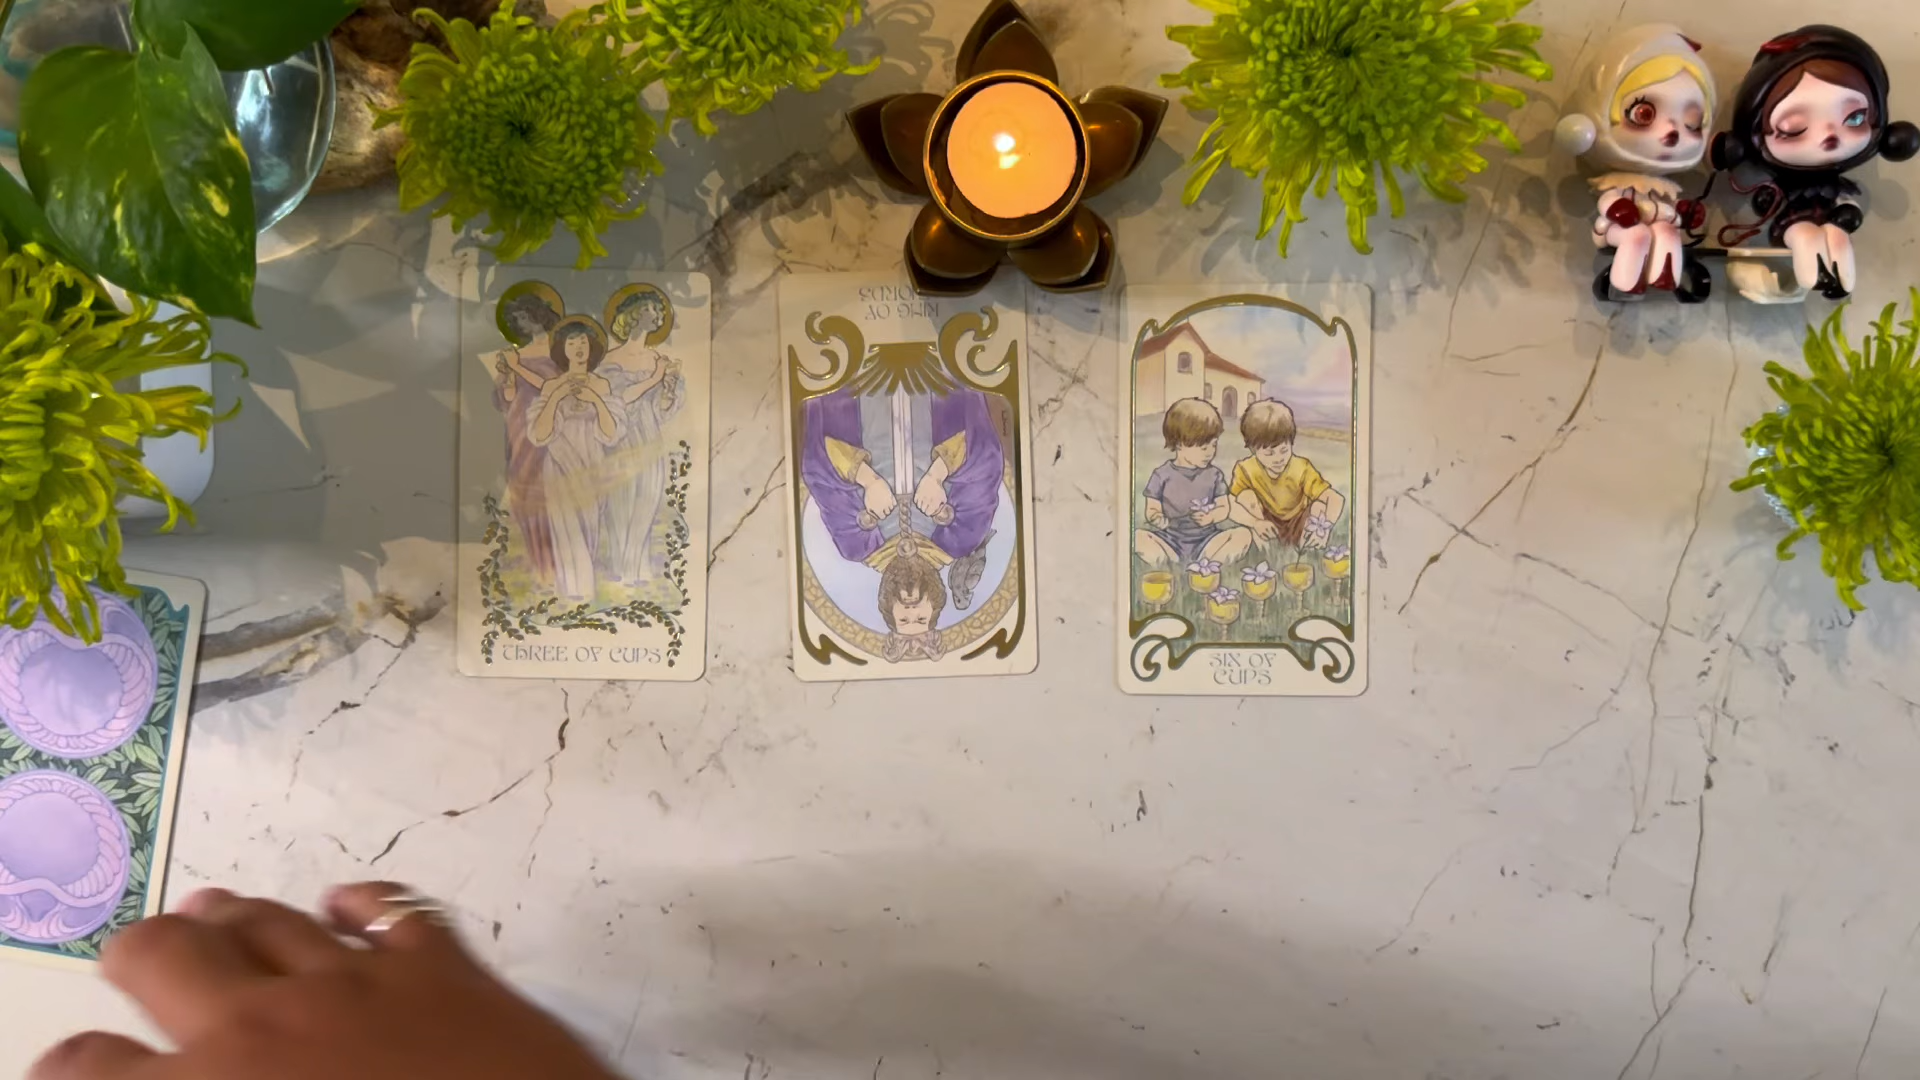 THREE OF CUPS
KING OF
SWORDS
SIX OF
CUPS